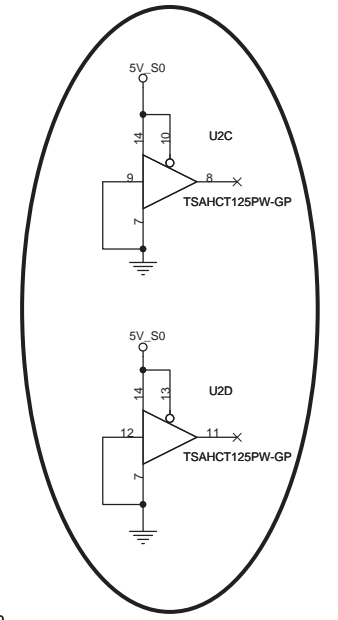 5V_S0
14
10
U2C
9
8
TSAHCT125PW-GP
7
5V_S0
14
13
U2D
12
11
TSAHCT125PW-GP
7